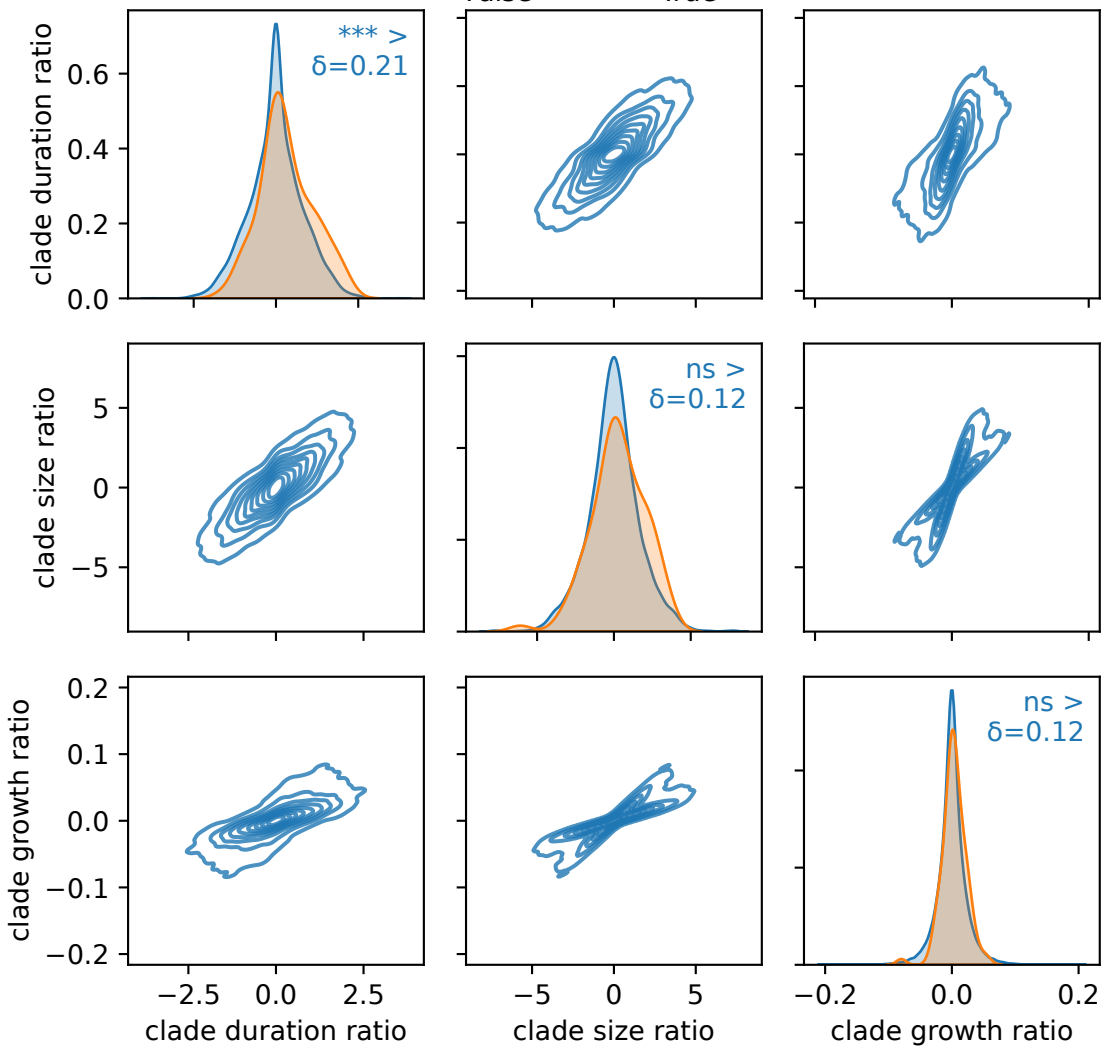 clade duration ratio
0.6
0.4
0.2
0.0
*** >
δ=0.21
clade size ratio
5
0
−5
ns >
δ=0.12
clade growth ratio
0.2
0.1
0.0
−0.1
−0.2
ns >
δ=0.12
−2.5 0.0 2.5
−5 0 5
−0.2 0.0 0.2
clade duration ratio
clade size ratio
clade growth ratio